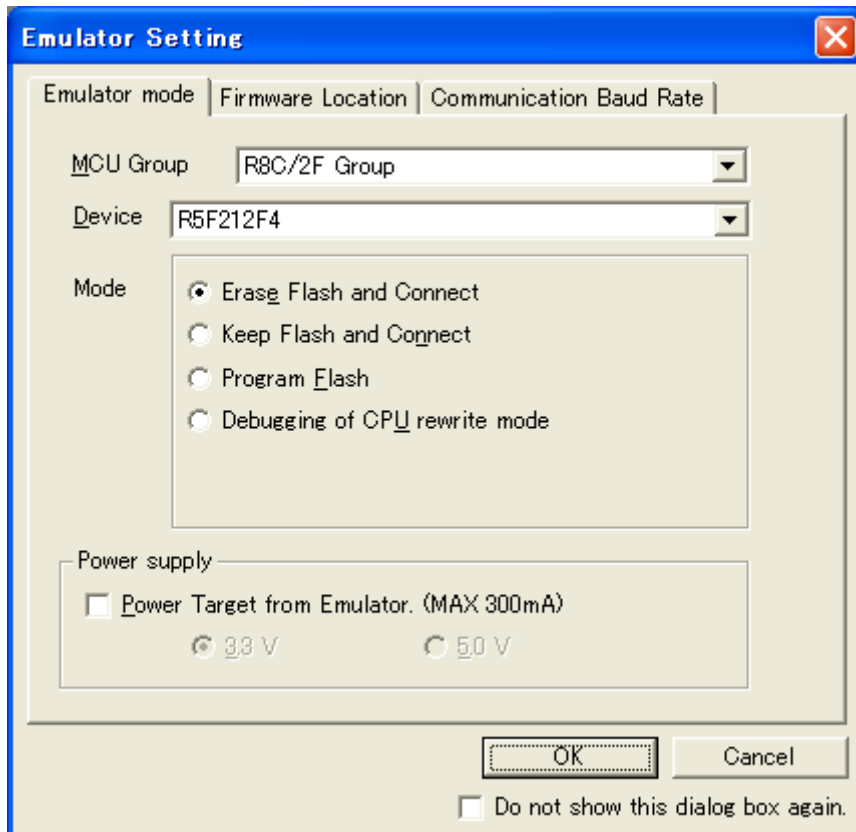 Emulator Setting
Emulator mode Firmware Location Communication Baud Rate
MCU Group R8C/2F Group
Device R5F212F4
Mode
Erase Flash and Connect
Keep Flash and Connect
Program Flash
Debugging of CPU rewrite mode
Power supply
Power Target from Emulator. (MAX 300mA)
3.3 V 5.0 V
OK Cancel
Do not show this dialog box again.